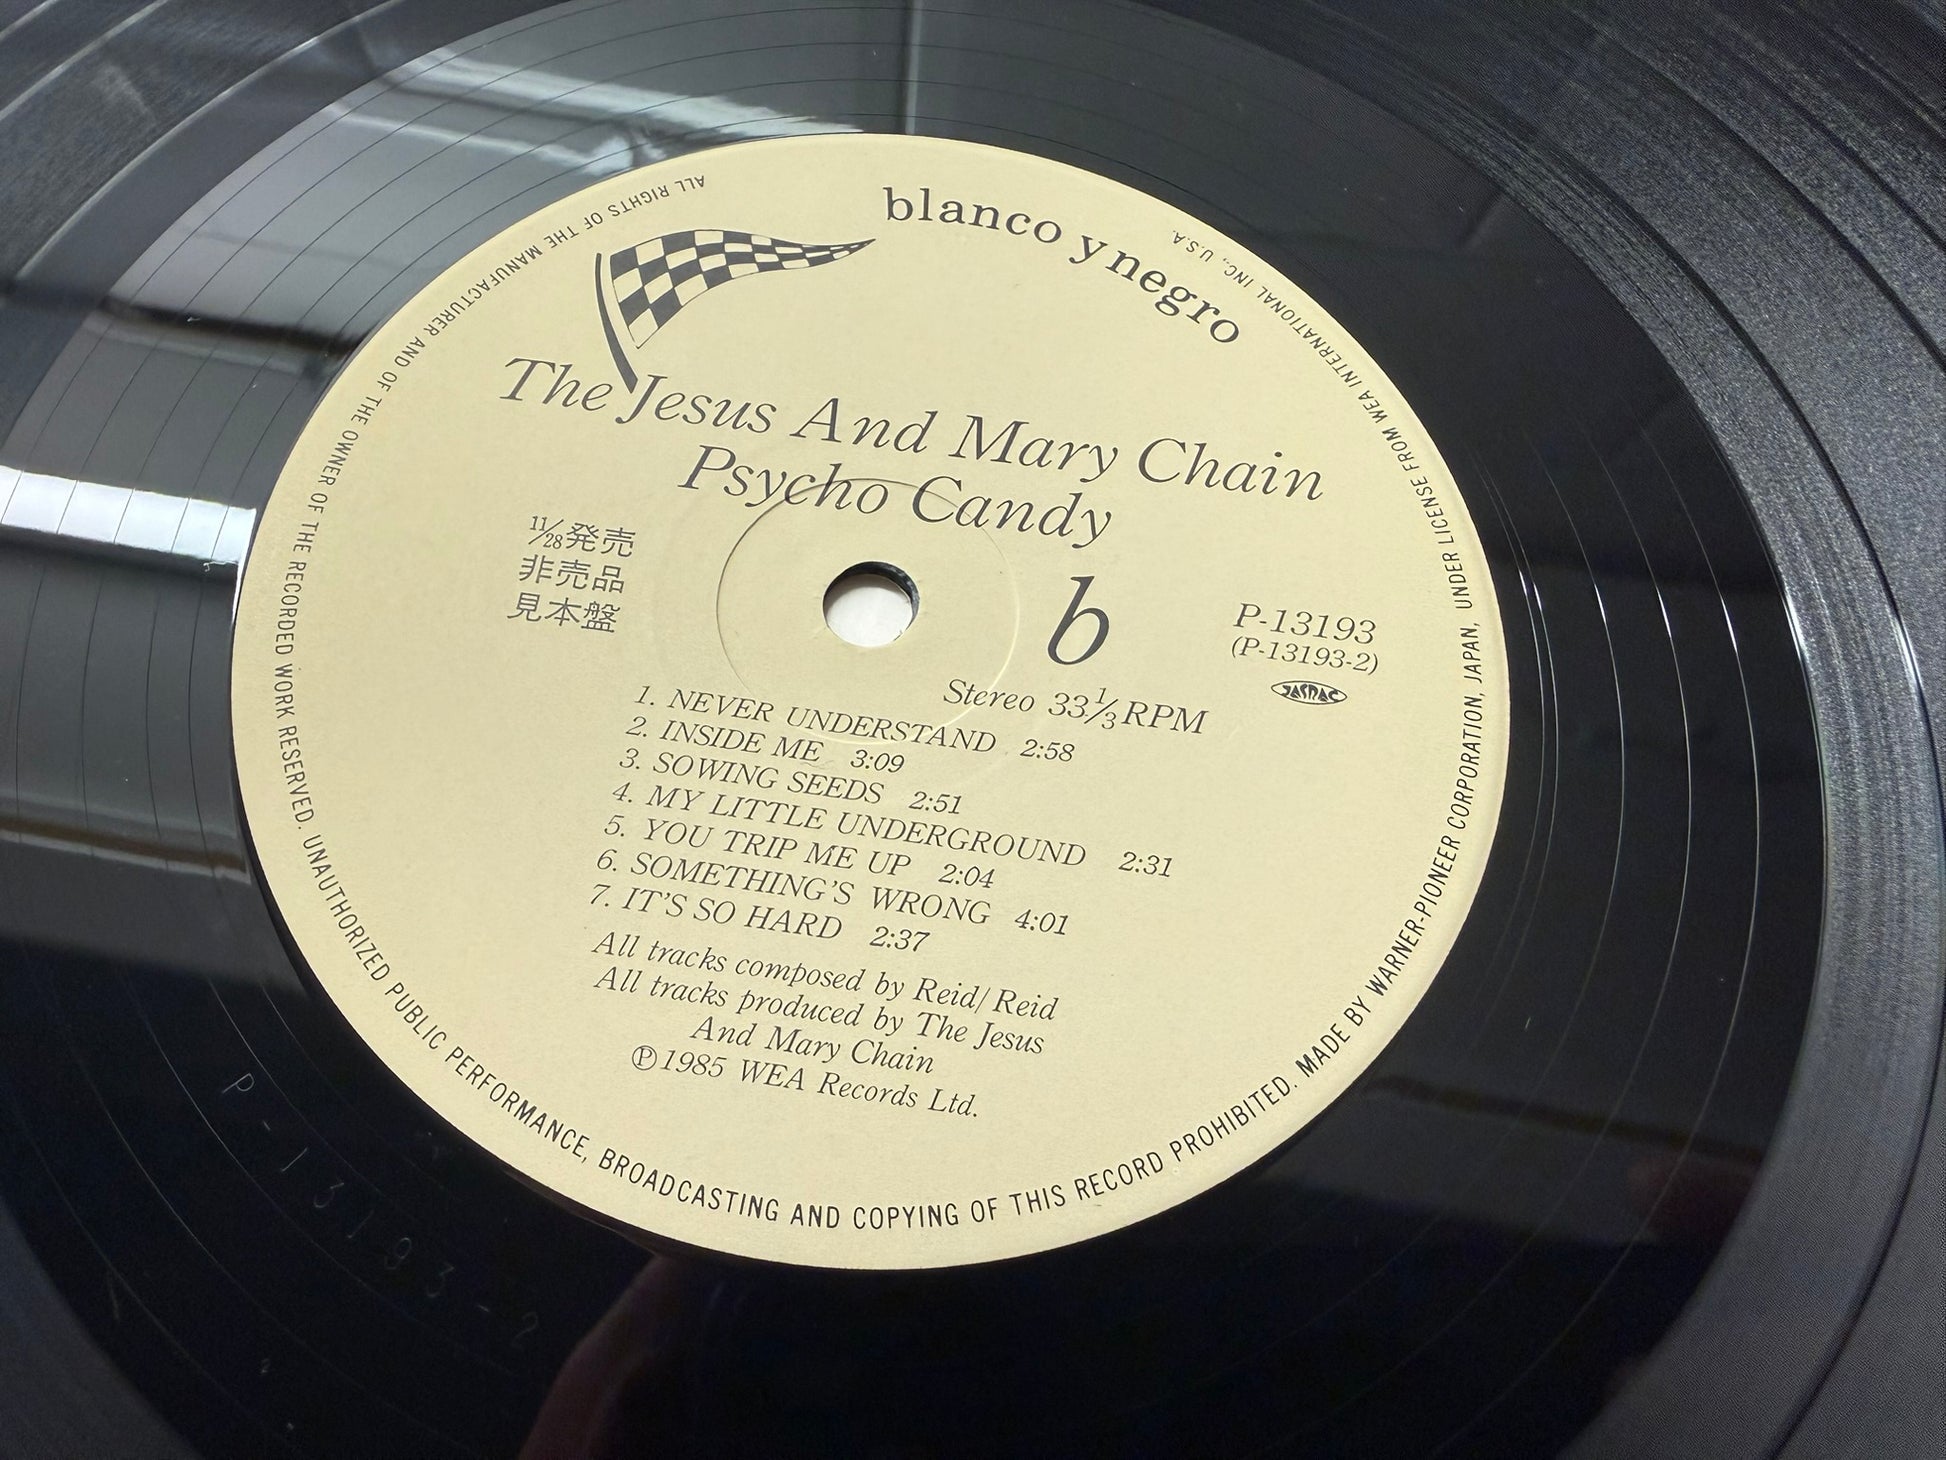 blanco y negro
The Jesus And Mary Chain
Psycho Candy
11/28発売
非売品
見本盤
b
P-13193
(P-13193-2)
JASRAC
Stereo 33 1/3 RPM
1. NEVER UNDERSTAND 2:58
2. INSIDE ME 3:09
3. SOWING SEEDS 2:51
4. MY LITTLE UNDERGROUND 2:31
5. YOU TRIP ME UP 2:04
6. SOMETHING'S WRONG 4:01
7. IT'S SO HARD 2:37
All tracks composed by Reid/Reid
All tracks produced by The Jesus
And Mary Chain
Ⓟ1985 WEA Records Ltd.
ALL RIGHTS OF THE MANUFACTURER AND OF THE OWNER OF THE RECORDED WORK RESERVED. UNAUTHORIZED PUBLIC PERFORMANCE, BROADCASTING AND COPYING OF THIS RECORD PROHIBITED. MADE BY WARNER-PIONEER CORPORATION, JAPAN, UNDER LICENSE FROM WEA INTERNATIONAL INC., U.S.A.
P-13193-2